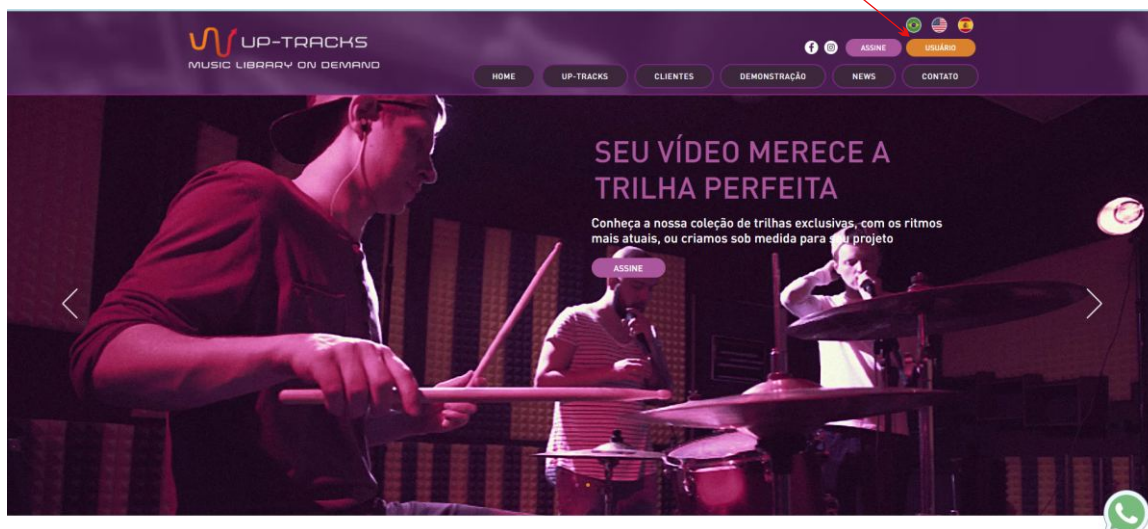 UP-TRACKS
MUSIC LIBRARY ON DEMAND
ASSINE
USUÁRIO
HOME
UP-TRACKS
CLIENTES
DEMONSTRAÇÃO
NEWS
CONTATO
SEU VÍDEO MERECE A
TRILHA PERFEITA
Conheça a nossa coleção de trilhas exclusivas, com os ritmos
mais atuais, ou criamos sob medida para seu projeto
ASSINE